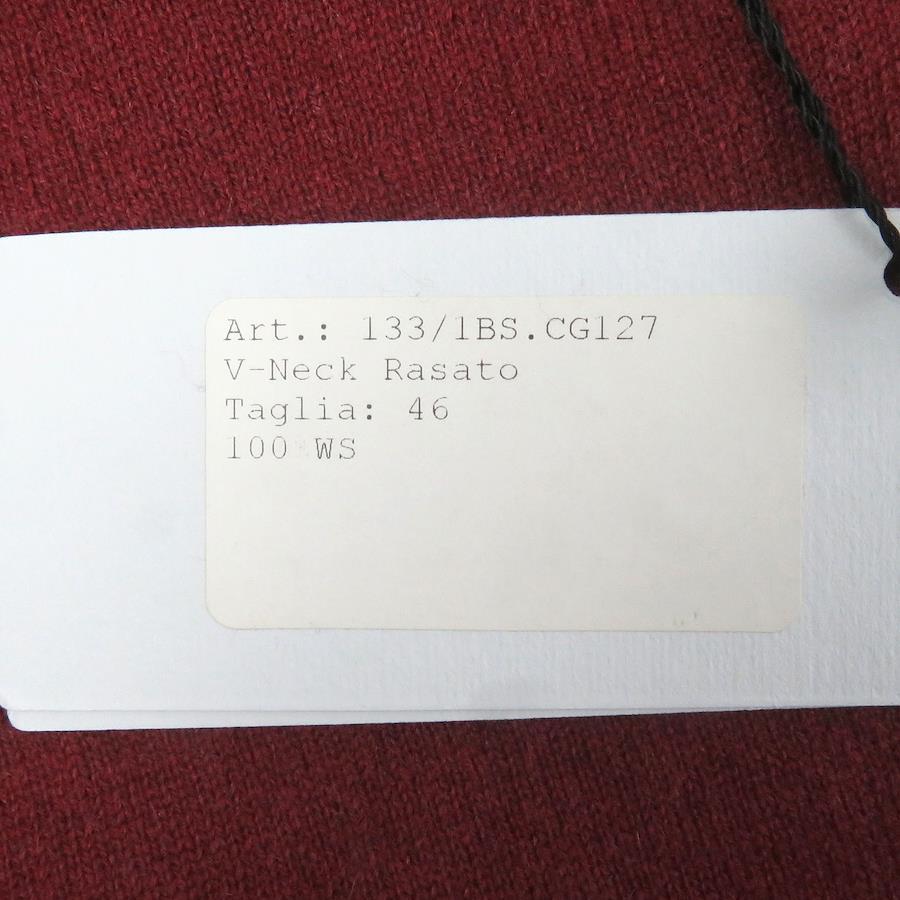 Art.: 133/1BS.CG127
V-Neck Rasato
Taglia: 46
100 WS